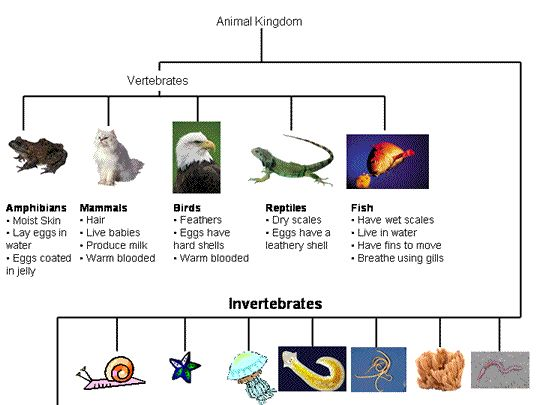 Animal Kingdom
Vertebrates
Amphibians
• Moist Skin
• Lay eggs in
water
• Eggs coated
in jelly
Mammals
• Hair
• Live babies
• Produce milk
• Warm blooded
Birds
• Feathers
• Eggs have
hard shells
• Warm blooded
Reptiles
• Dry scales
• Eggs have a
leathery shell
Fish
• Have wet scales
• Live in water
• Have fins to move
• Breathe using gills
Invertebrates